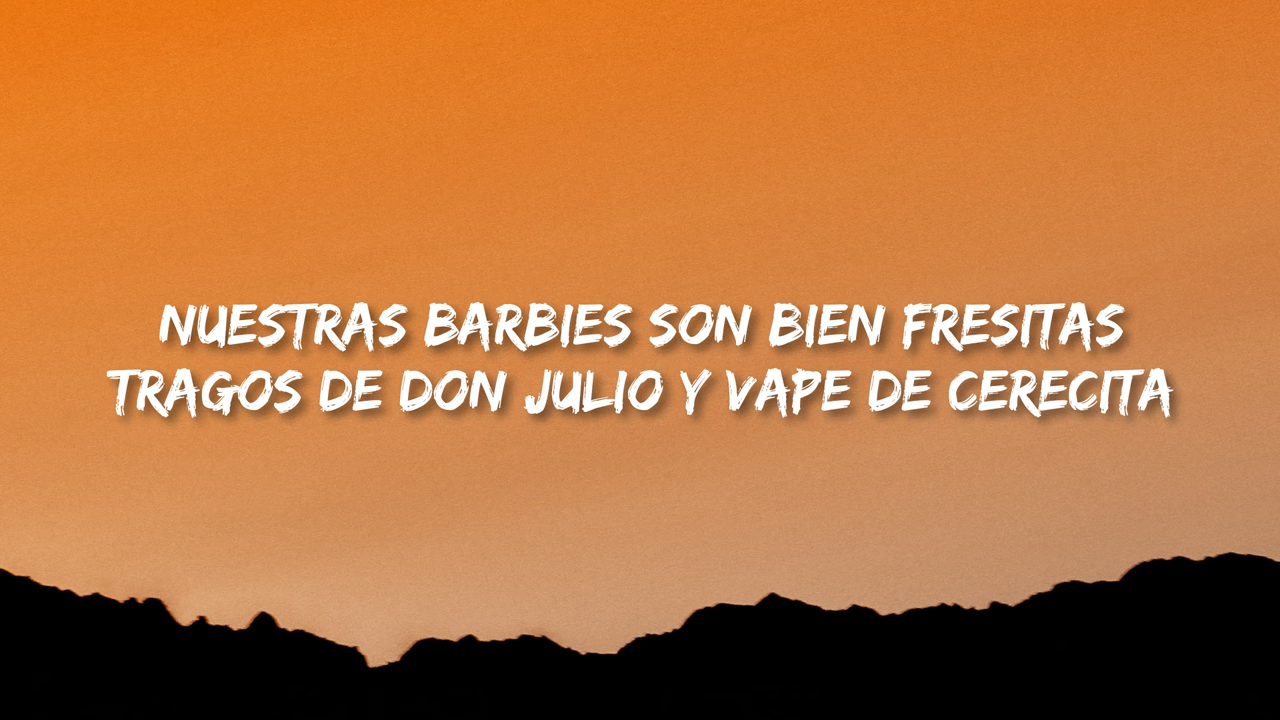 NUESTRAS BARBIES SON BIEN FRESITAS
TRAGOS DE DON JULIO Y VAPE DE CERECITA